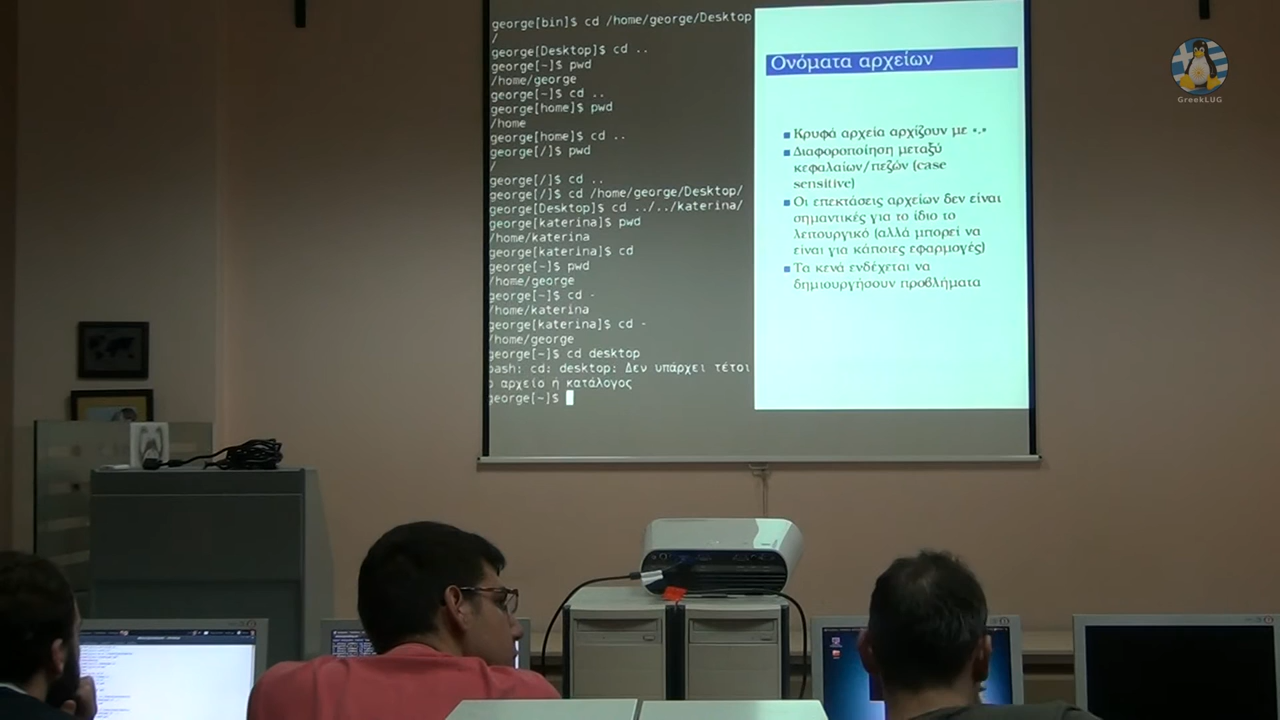 george[bin]$ cd /home/george/Desktop
/
george[Desktop]$ cd ..
george[~]$ pwd
/home/george
george[~]$ cd ..
george[home]$ pwd
/home
george[home]$ cd ..
george[/]$ pwd
/
george[/]$ cd ..
george[/]$ cd /home/george/Desktop/
george[Desktop]$ cd ../../katerina/
george[katerina]$ pwd
/home/katerina
george[katerina]$ cd
george[~]$ pwd
/home/george
george[~]$ cd -
/home/katerina
george[katerina]$ cd -
/home/george
george[~]$ cd desktop
bash: cd: desktop: Δεν υπάρχει τέτοι
ο αρχείο ή κατάλογος
george[~]$
Ονόματα αρχείων
Κρυφά αρχεία αρχίζουν με «.»
Διαφοροποίηση μεταξύ
κεφαλαίων/πεζών (case
sensitive)
Οι επεκτάσεις αρχείων δεν είναι
σημαντικές για το ίδιο το
λειτουργικό (αλλά μπορεί να
είναι για κάποιες εφαρμογές)
Τα κενά ενδέχεται να
δημιουργήσουν προβλήματα
GreekLUG